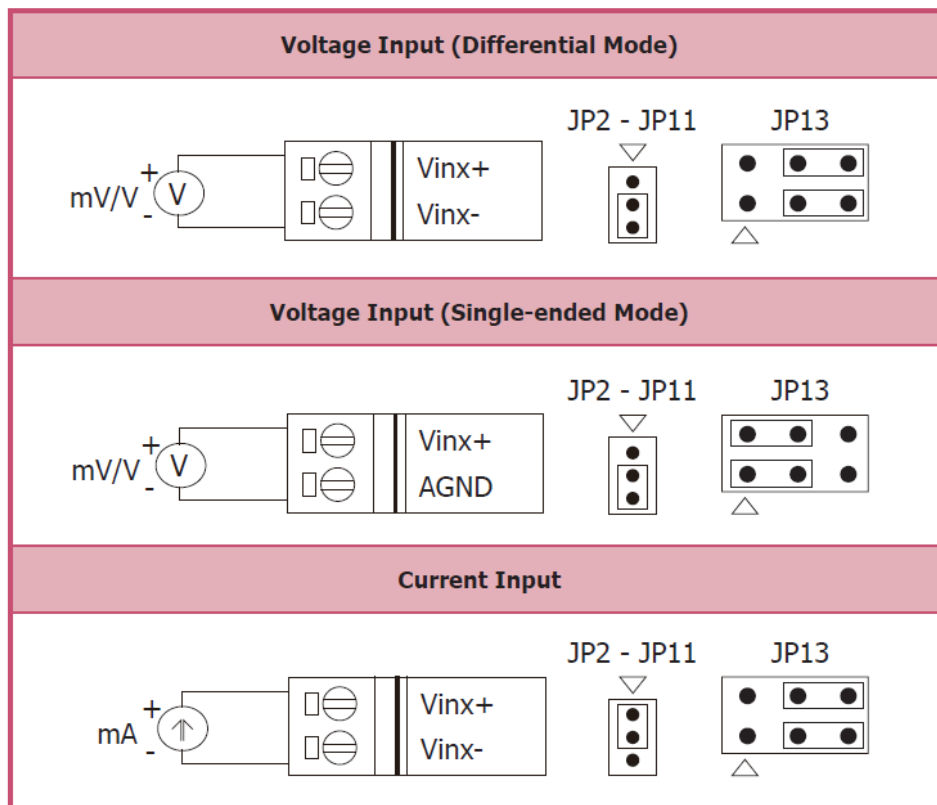 Voltage Input (Differential Mode)
JP2 - JP11 JP13
mV/V + V - Vinx+
Vinx-
Voltage Input (Single-ended Mode)
JP2 - JP11 JP13
mV/V + V - Vinx+
AGND
Current Input
JP2 - JP11 JP13
mA + - Vinx+
Vinx-